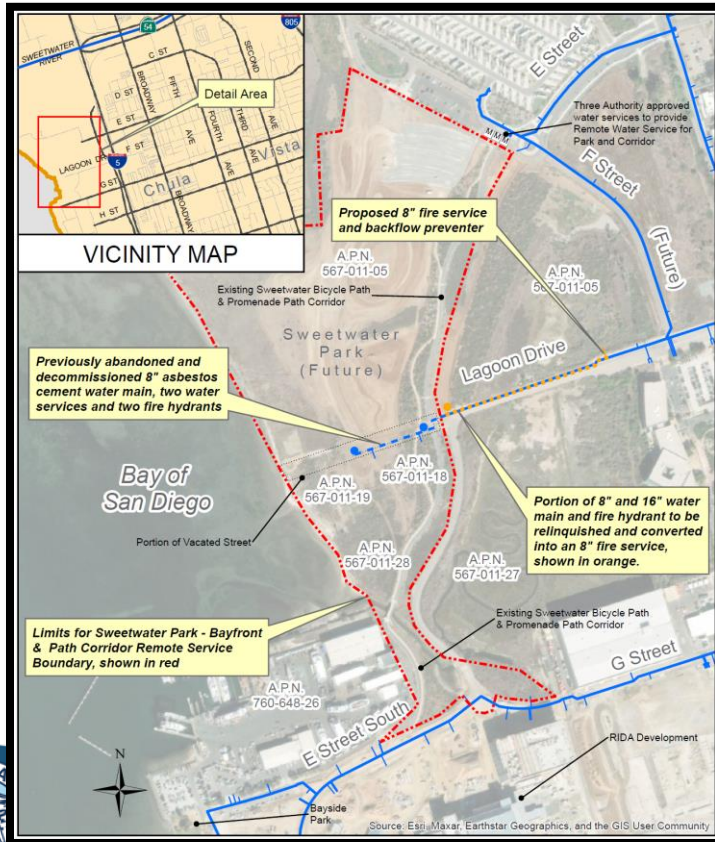 54
805
SWEETWATER
RIVER
C ST
D ST
E ST
F ST
LAGOON DR
G ST
H ST
BROADWAY
FIFTH
AVE
FOURTH
AVE
THIRD
AVE
SECOND
AVE
BROADWAY
5
Chula Vista
Detail Area
VICINITY MAP
E Street
Three Authority approved
water services to provide
Remote Water Service for
Park and Corridor
M M M
F Street
(Future)
Proposed 8" fire service
and backflow preventer
A.P.N.
567-011-05
A.P.N.
567-011-05
Existing Sweetwater Bicycle Path
& Promenade Path Corridor
Sweetwater
Park
(Future)
Lagoon Drive
Previously abandoned and
decommissioned 8" asbestos
cement water main, two water
services and two fire hydrants
Bay of
San Diego
A.P.N.
567-011-19
A.P.N.
567-011-18
Portion of Vacated Street
Portion of 8" and 16" water
main and fire hydrant to be
relinquished and converted
into an 8" fire service,
shown in orange.
A.P.N.
567-011-28
A.P.N.
567-011-27
Limits for Sweetwater Park - Bayfront
& Path Corridor Remote Service
Boundary, shown in red
Existing Sweetwater Bicycle Path
& Promenade Path Corridor
G Street
A.P.N.
760-648-26
E Street South
RIDA Development
N
Bayside
Park
Source: Esri, Maxar, Earthstar Geographics, and the GIS User Community